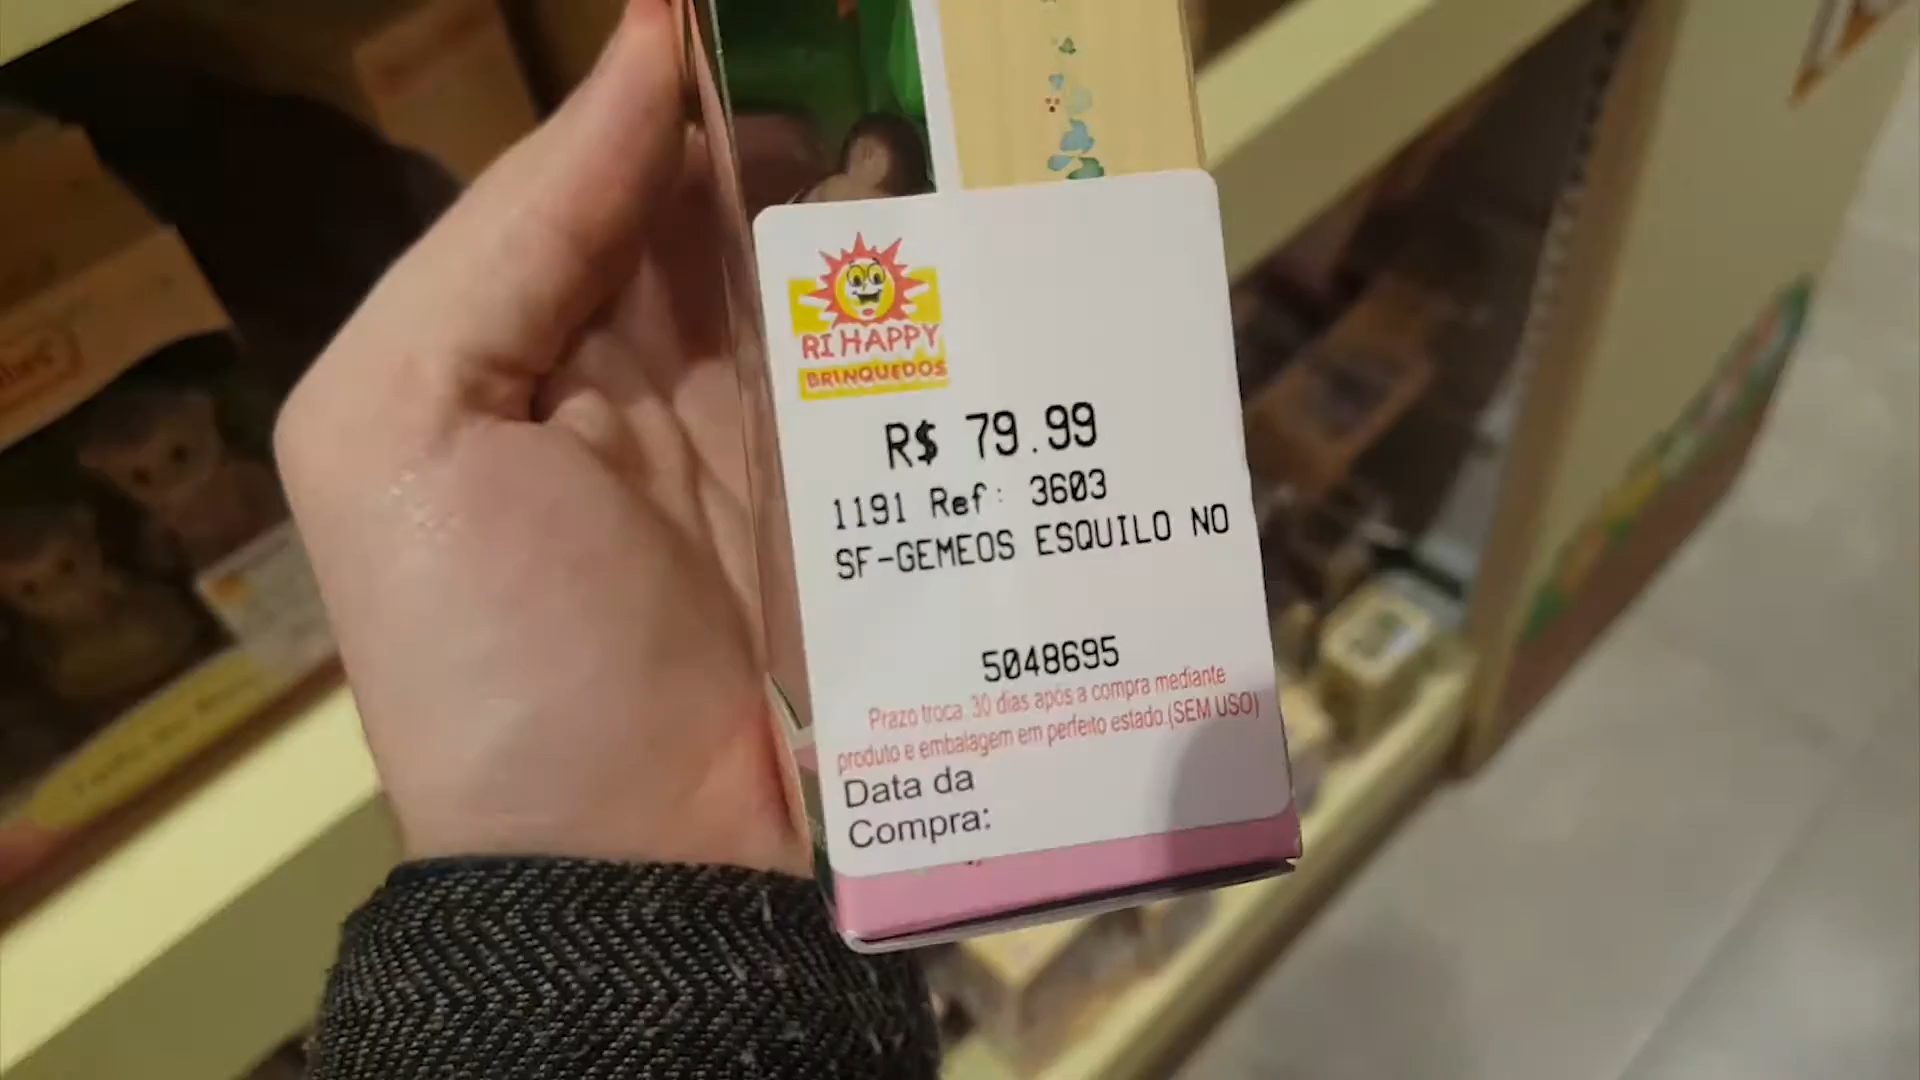 RI HAPPY
BRINQUEDOS
R$ 79.99
1191 Ref: 3603
SF-GEMEOS ESQUILO NO
5048695
Prazo troca 30 dias após a compra mediante
produto e embalagem em perfeito estado.(SEM USO)
Data da
Compra: